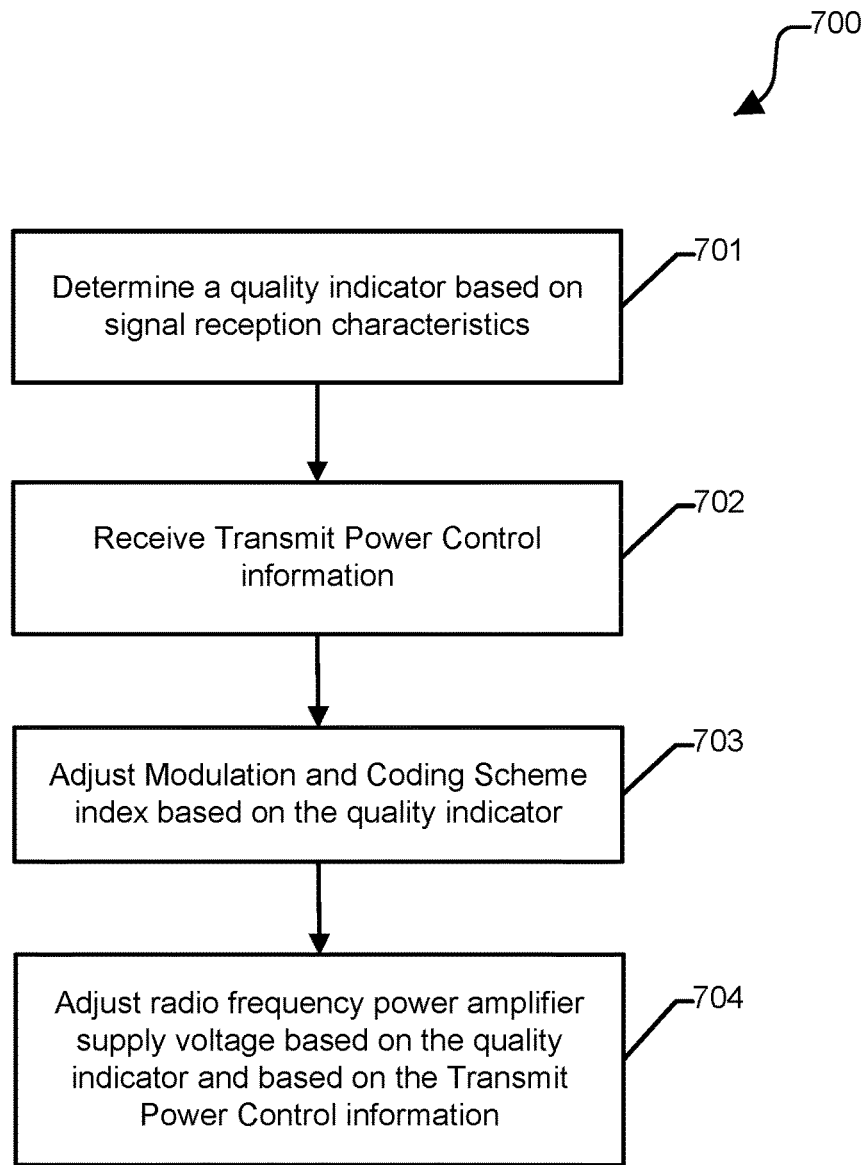 700
Determine a quality indicator based on
signal reception characteristics
701
Receive Transmit Power Control
information
702
Adjust Modulation and Coding Scheme
index based on the quality indicator
703
Adjust radio frequency power amplifier
supply voltage based on the quality
indicator and based on the Transmit
Power Control information
704